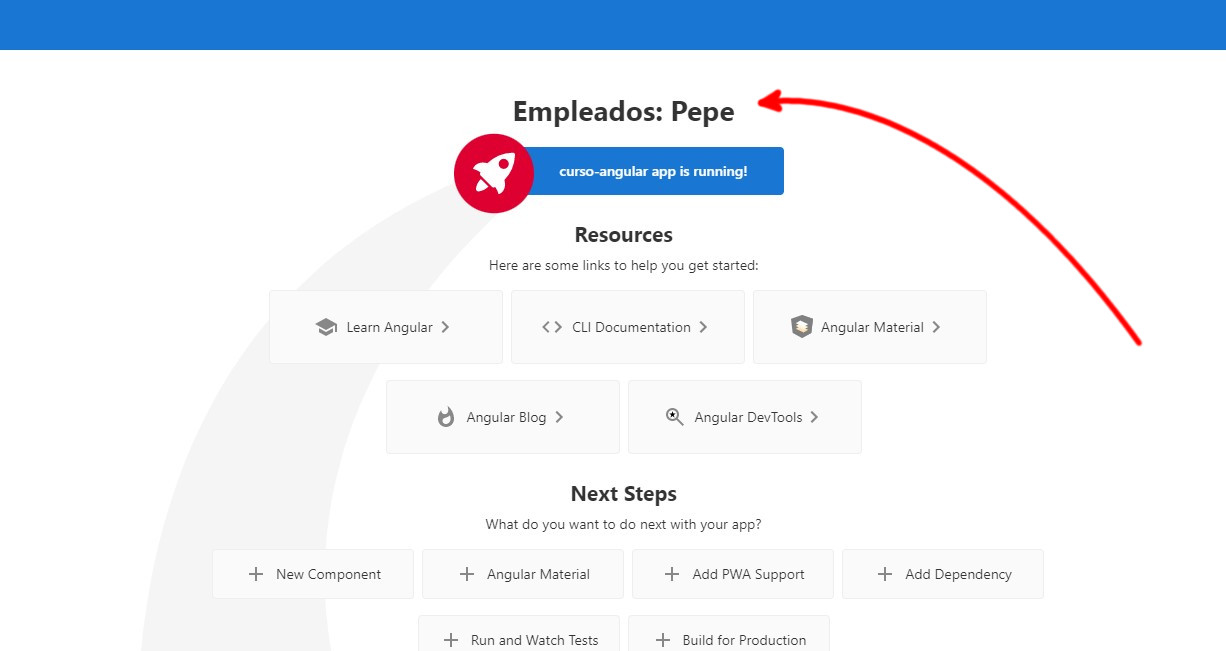 Empleados: Pepe
curso-angular app is running!
Resources
Here are some links to help you get started:
Learn Angular
CLI Documentation
Angular Material
Angular Blog
Angular DevTools
Next Steps
What do you want to do next with your app?
New Component
Angular Material
Add PWA Support
Add Dependency
Run and Watch Tests
Build for Production